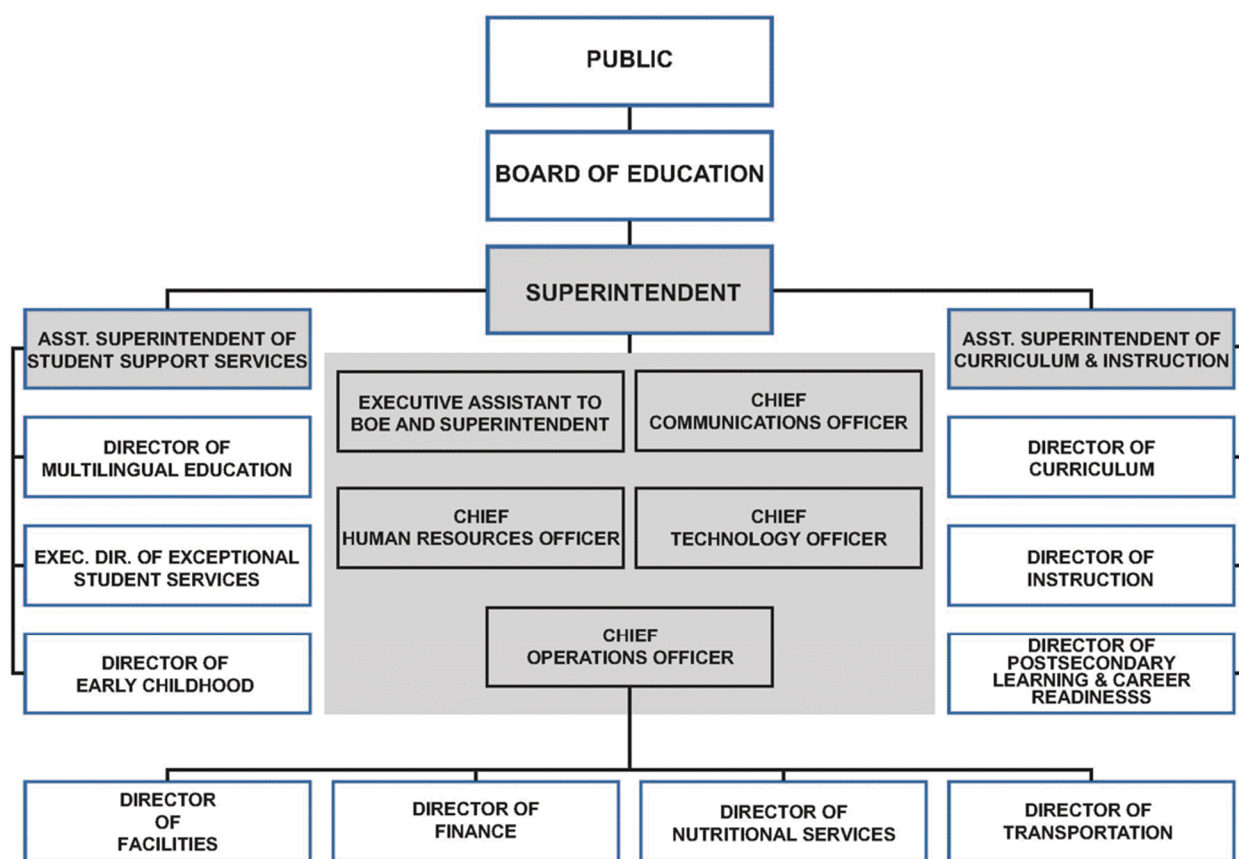 PUBLIC
BOARD OF EDUCATION
SUPERINTENDENT
ASST. SUPERINTENDENT OF
STUDENT SUPPORT SERVICES
ASST. SUPERINTENDENT OF
CURRICULUM & INSTRUCTION
EXECUTIVE ASSISTANT TO
BOE AND SUPERINTENDENT
CHIEF
COMMUNICATIONS OFFICER
DIRECTOR OF
MULTILINGUAL EDUCATION
DIRECTOR OF
CURRICULUM
CHIEF
HUMAN RESOURCES OFFICER
CHIEF
TECHNOLOGY OFFICER
EXEC. DIR. OF EXCEPTIONAL
STUDENT SERVICES
DIRECTOR OF
INSTRUCTION
CHIEF
OPERATIONS OFFICER
DIRECTOR OF
EARLY CHILDHOOD
DIRECTOR OF
POSTSECONDARY
LEARNING & CAREER
READINESSS
DIRECTOR
OF
FACILITIES
DIRECTOR OF
FINANCE
DIRECTOR OF
NUTRITIONAL SERVICES
DIRECTOR OF
TRANSPORTATION